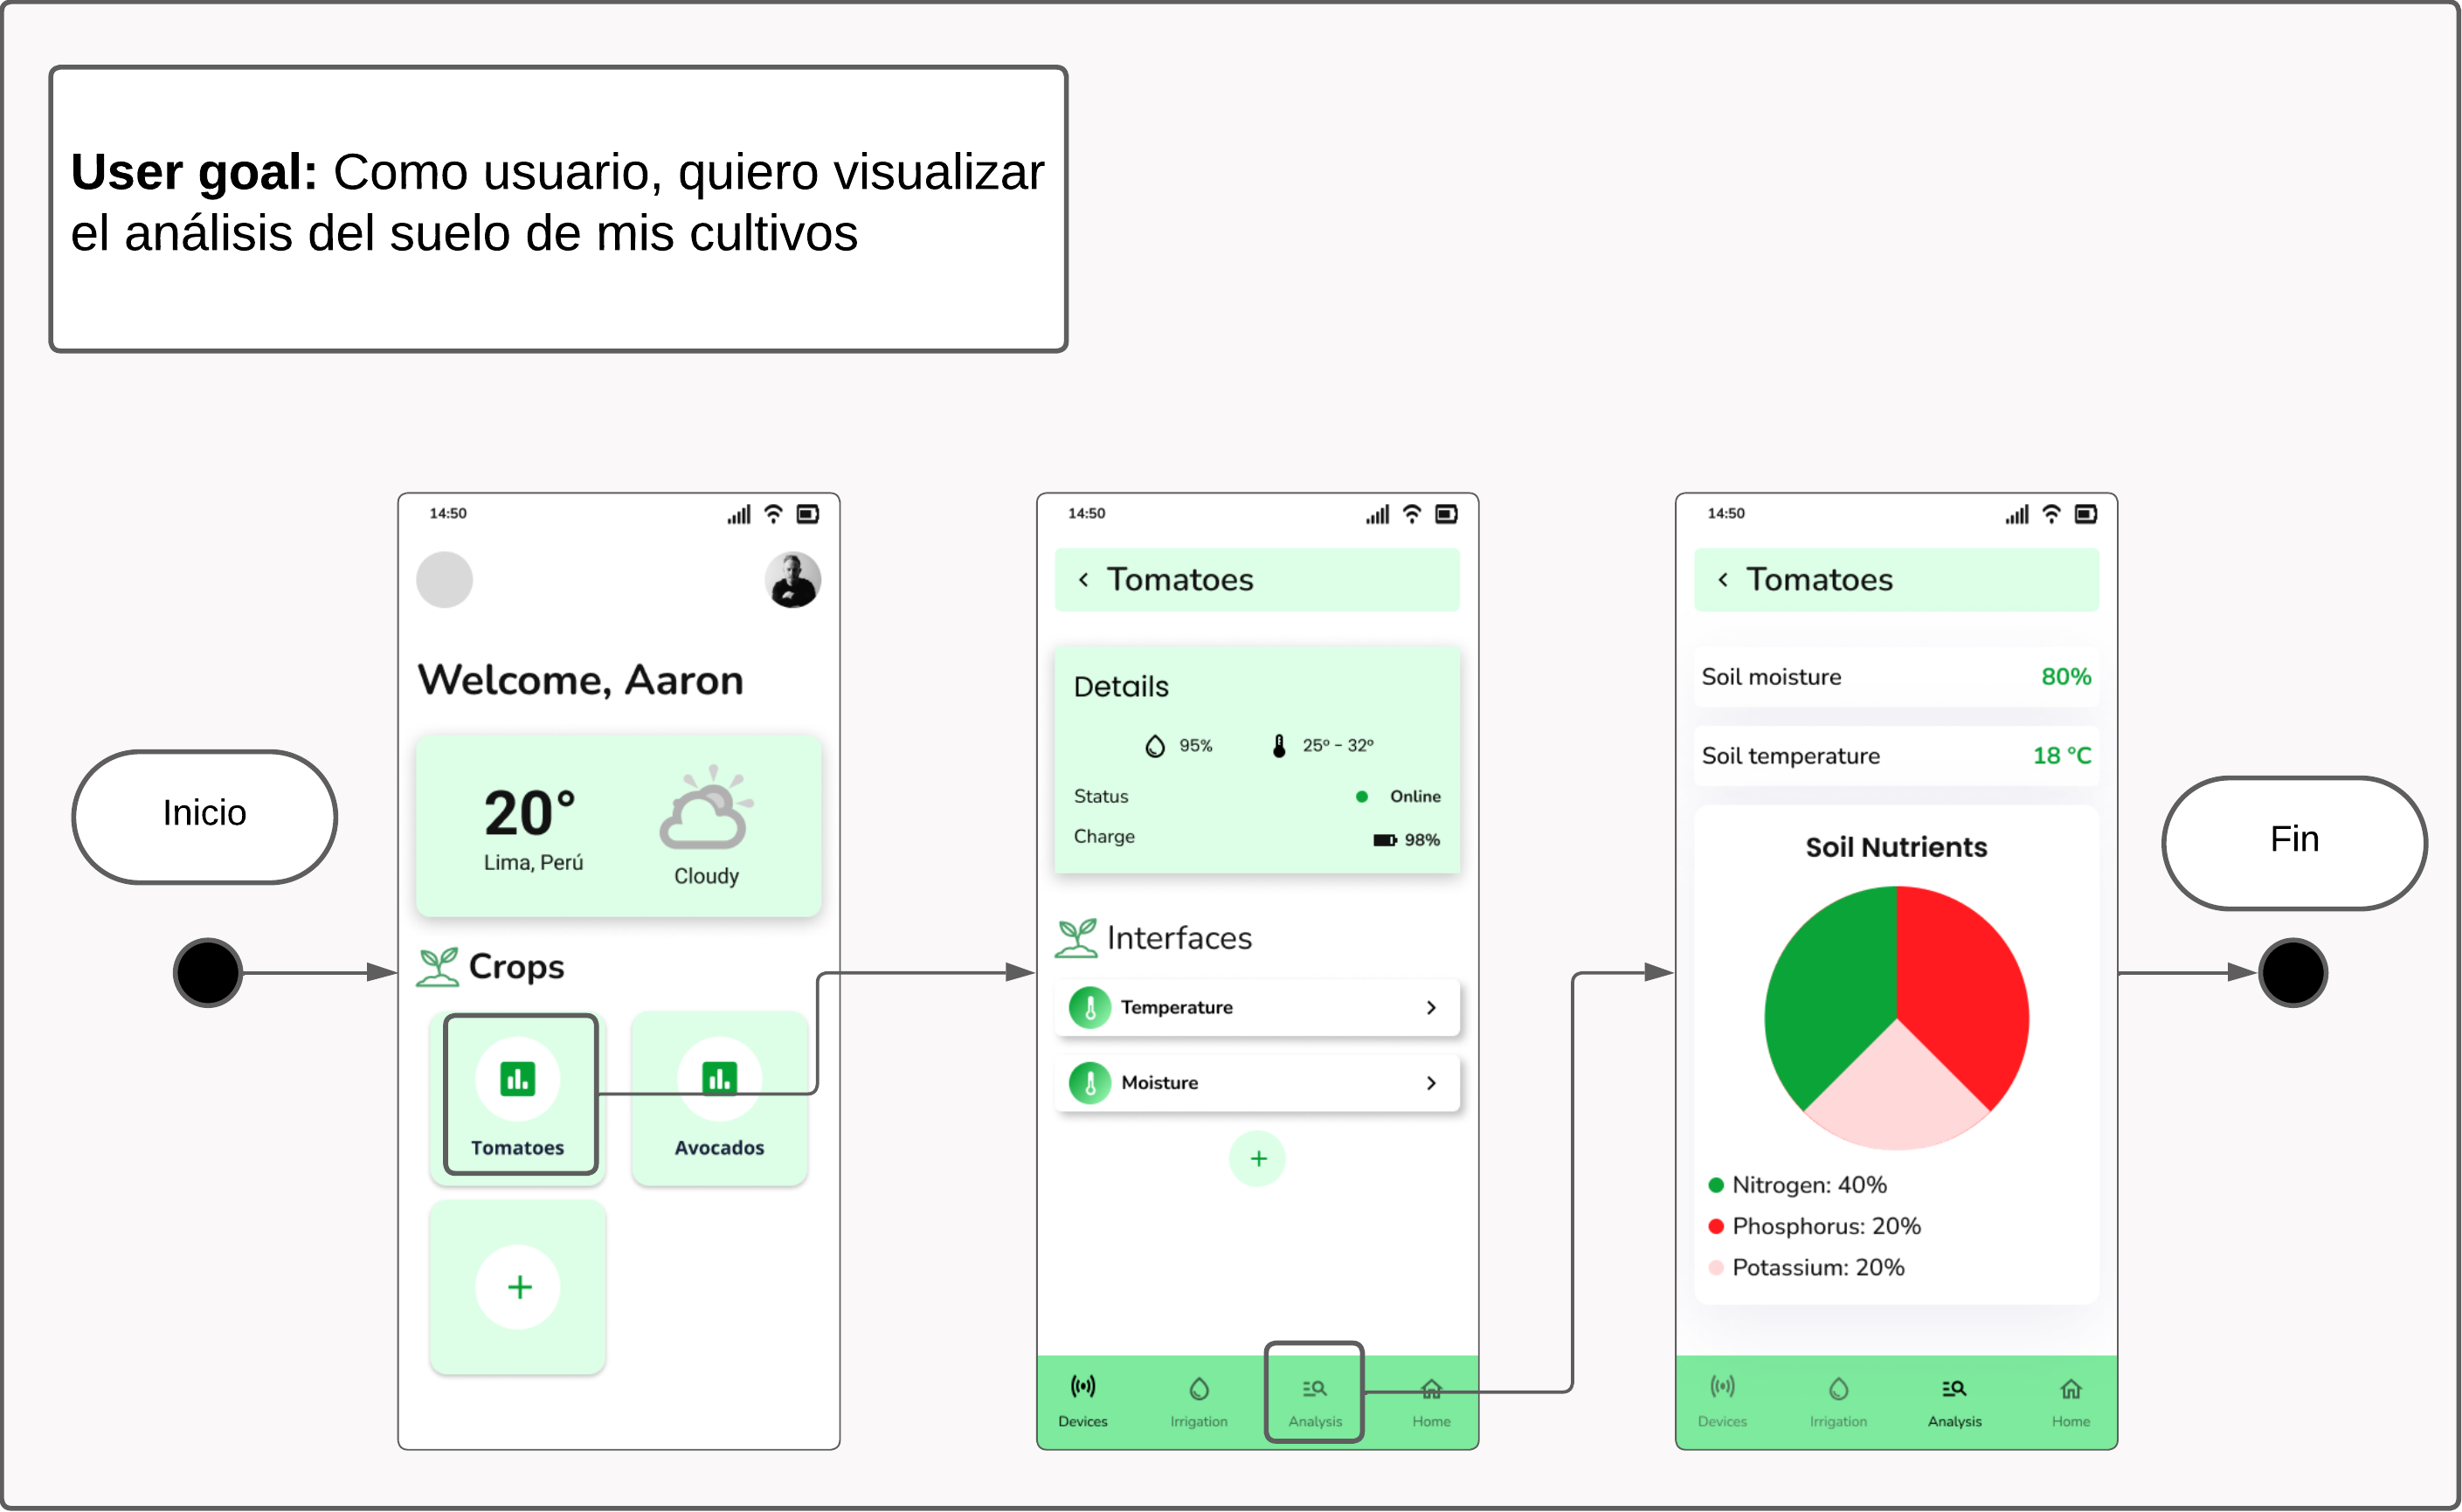 User goal: Como usuario, quiero visualizar
el análisis del suelo de mis cultivos
Inicio
14:50
Welcome, Aaron
20°
Lima, Perú
Cloudy
Crops
Tomatoes
Avocados
+
14:50
< Tomatoes
Details
95%
25º - 32º
Status
Online
Charge
98%
Interfaces
Temperature
Moisture
+
Devices
Irrigation
Analysis
Home
14:50
< Tomatoes
Soil moisture
80%
Soil temperature
18 °C
Soil Nutrients
Nitrogen: 40%
Phosphorus: 20%
Potassium: 20%
Devices
Irrigation
Analysis
Home
Fin